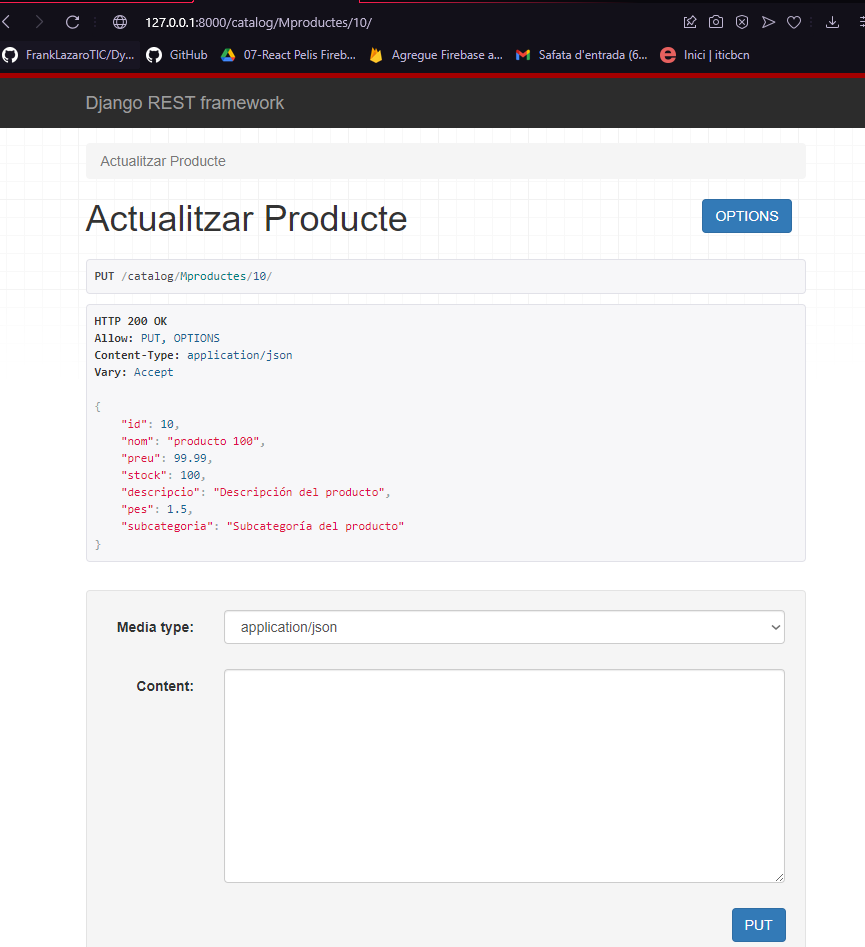 127.0.0.1:8000/catalog/Mproductes/10/
FrankLazaroTIC/Dy... GitHub 07-React Pelis Fireb... Agregue Firebase a... Safata d'entrada (6... Inici | iticbcn
Django REST framework
Actualitzar Producte
Actualitzar Producte
OPTIONS
PUT /catalog/Mproductes/10/
HTTP 200 OK
Allow: PUT, OPTIONS
Content-Type: application/json
Vary: Accept
{
    "id": 10,
    "nom": "producto 100",
    "preu": 99.99,
    "stock": 100,
    "descripcio": "Descripción del producto",
    "pes": 1.5,
    "subcategoria": "Subcategoría del producto"
}
Media type: application/json
Content:
PUT